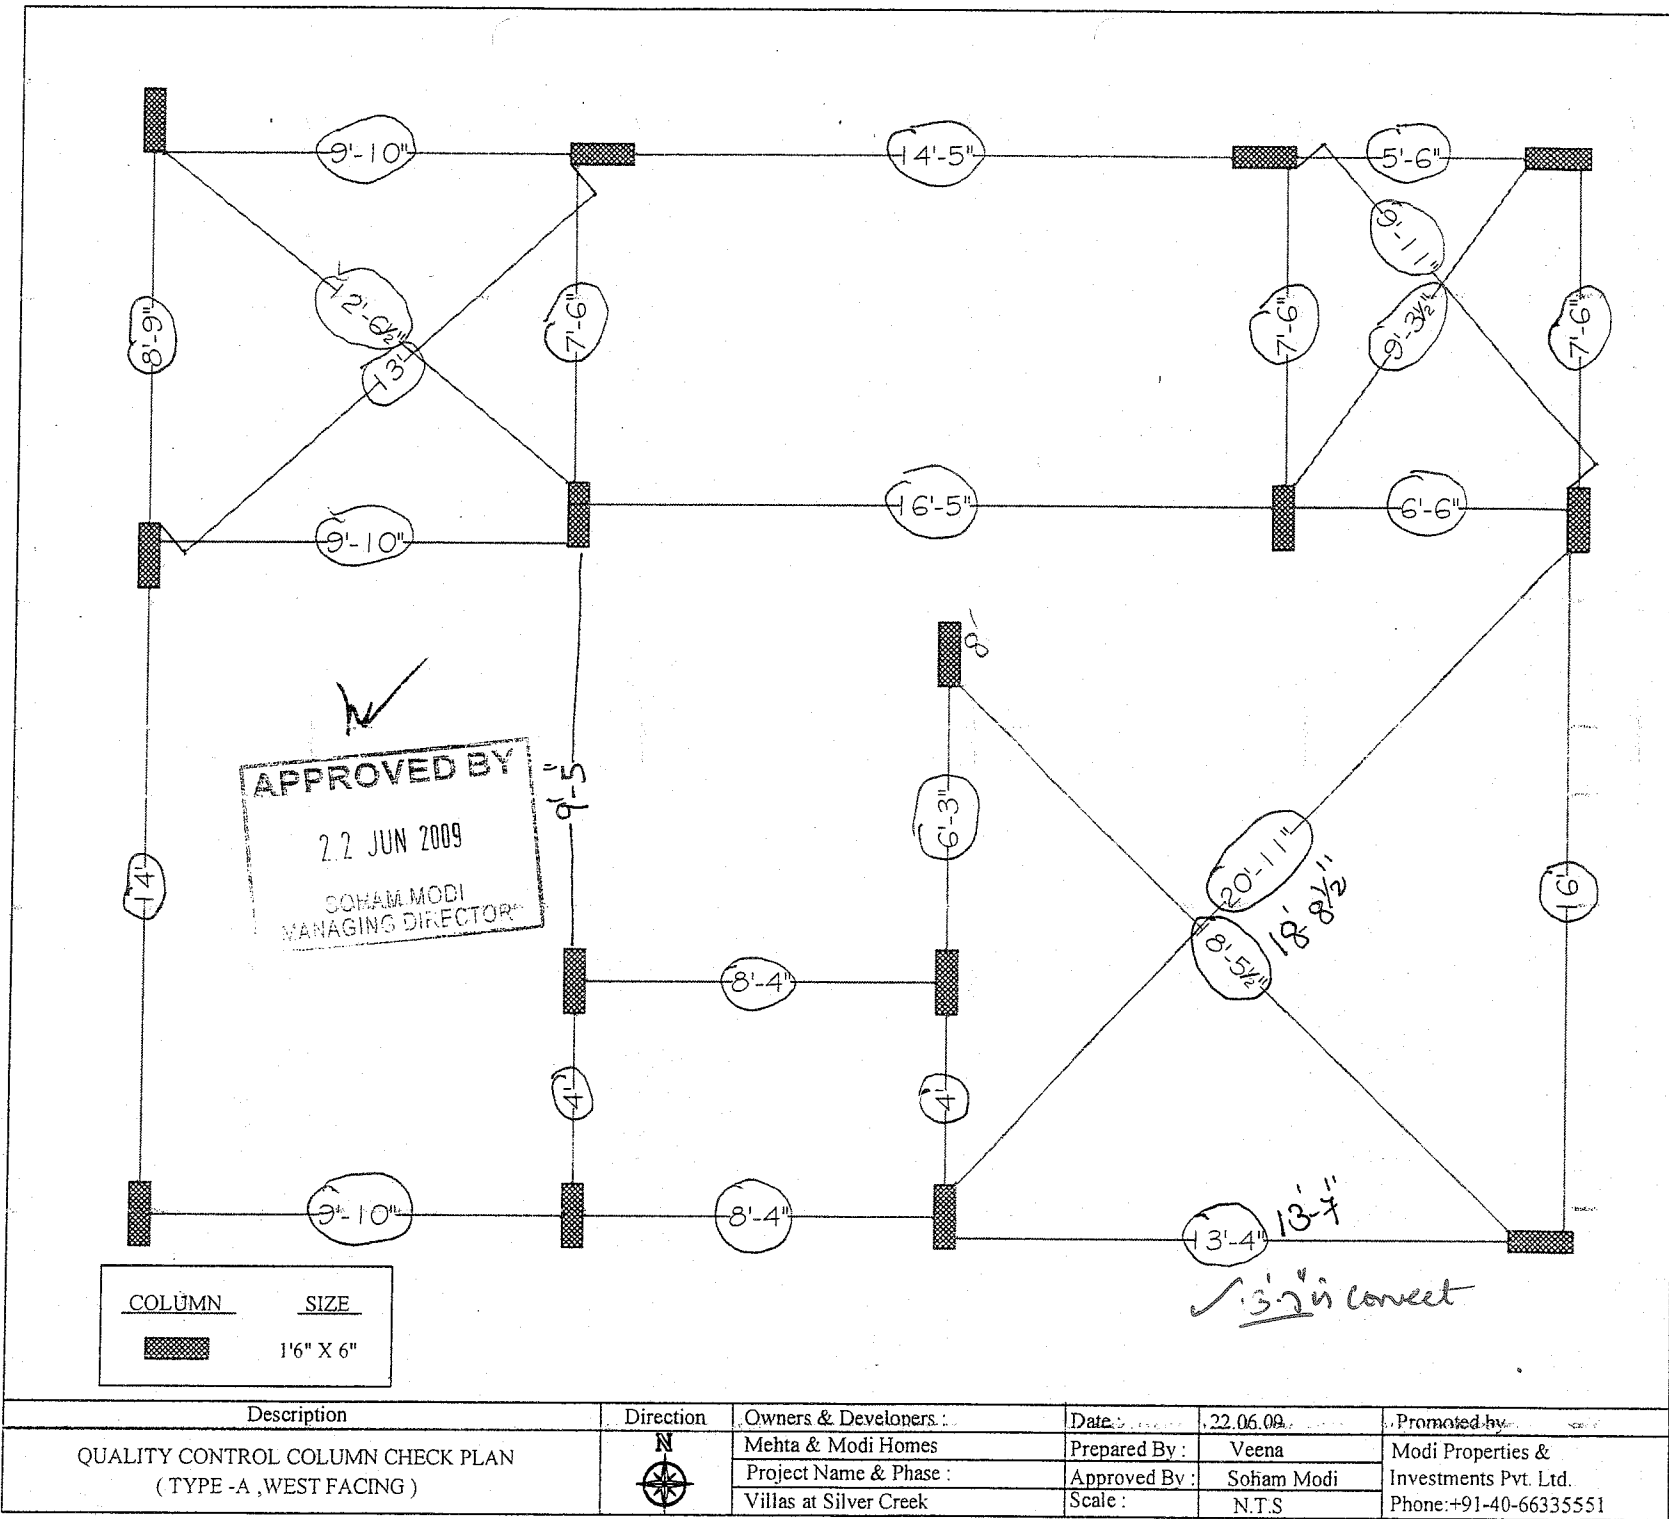 9'-10"
14'-5"
5'-6"
8'-9"
12'-6½"
13'
7'-6"
7'-6"
6'-11"
9'-3½"
7'-6"
9'-10"
16'-5"
6'-6"
8
APPROVED BY
22 JUN 2009
SOHAM MODI
MANAGING DIRECTOR
9'-5"
6'-3"
14'
20'-11"
18'-8½"
8'-5½"
16'
8'-4"
4'
4'
9'-10"
8'-4"
13'-4"
13'-7"
is correct
COLUMN SIZE
1'6" X 6"
Description
QUALITY CONTROL COLUMN CHECK PLAN
( TYPE -A ,WEST FACING )
Direction
N
Owners & Developers :
Mehta & Modi Homes
Project Name & Phase :
Villas at Silver Creek
Date : 22.06.09
Prepared By : Veena
Approved By : Soham Modi
Scale : N.T.S
Promoted by
Modi Properties &
Investments Pvt. Ltd.
Phone:+91-40-66335551